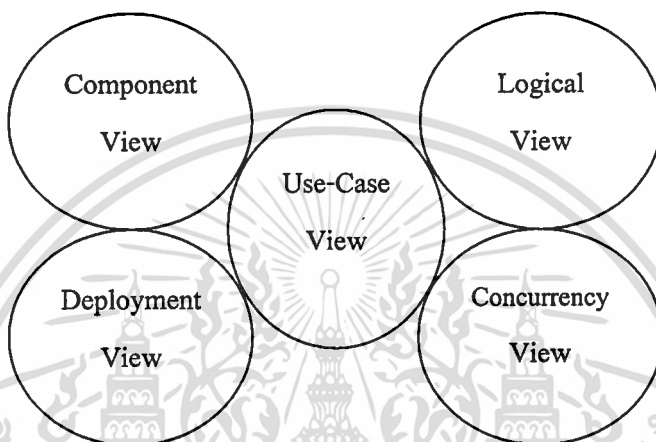 Component
View
Logical
View
Use-Case
View
Deployment
View
Concurrency
View